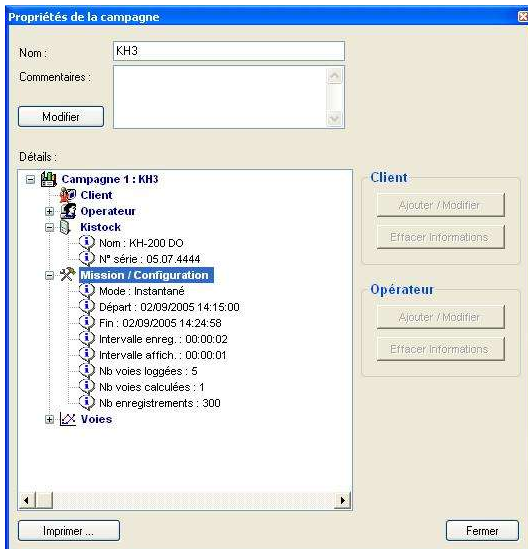 Propriétés de la campagne
Nom :
KH3
Commentaires :
Modifier
Détails :
Campagne 1 : KH3
Client
Operateur
Kistock
Nom : KH-200 DO
N° série : 05.07.4444
Mission / Configuration
Mode : Instantané
Départ : 02/09/2005 14:15:00
Fin : 02/09/2005 14:24:58
Intervalle enreg. : 00:00:02
Intervalle affich. : 00:00:01
Nb voies loggées : 5
Nb voies calculées : 1
Nb enregistrements : 300
Voies
Client
Ajouter / Modifier
Effacer Informations
Opérateur
Ajouter / Modifier
Effacer Informations
Imprimer ...
Fermer